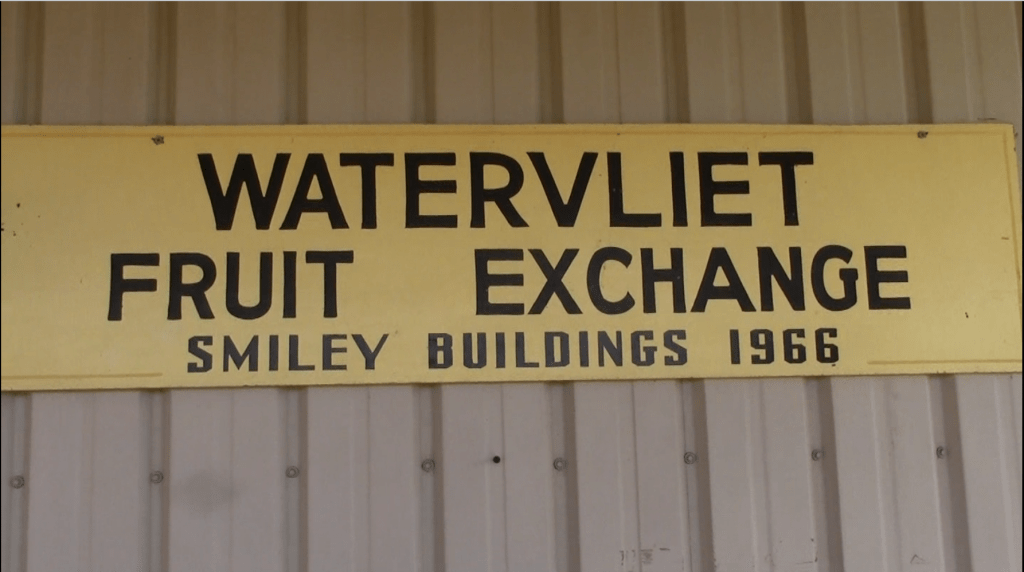 WATERVLIET
FRUIT EXCHANGE
SMILEY BUILDINGS 1966